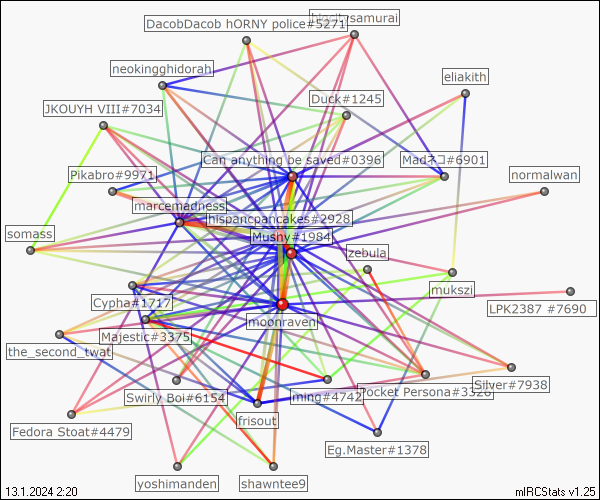 DacobDacob hORNY police#5271
samurai
neokingghidorah
eliakith
Duck#1245
JKOUYH VIII#7034
Can anything be saved#0396
Madネコ#6901
Pikabro#9971
normalwan
marcemadness
hispancpancakes#2928
somass
Mushy#1984
zebula
mukszi
Cypha#1717
LPK2387 #7690
moonraven
Majestic#3375
the_second_twat
Silver#7938
Swirly Boi#6154
ming#4742
Pocket Persona#3326
frisout
Fedora Stoat#4479
Eg.Master#1378
yoshimanden
shawntee9
13.1.2024 2:20
mIRCStats v1.25